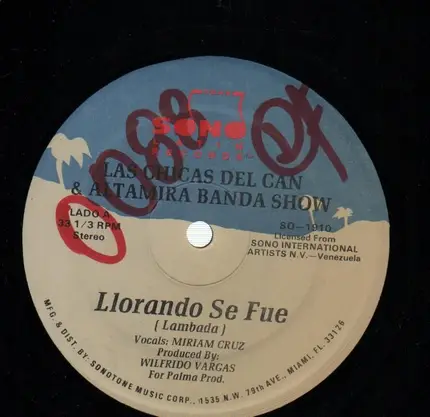 SONO
LAS CHICAS DEL CAN
& ALTAMIRA BANDA SHOW
LADO A
33 1/3 RPM
Stereo
SO-1910
Licensed From
SONO INTERNATIONAL
ARTISTS N.V.-Venezuela
Llorando Se Fue
( Lambada )
Vocals: MIRIAM CRUZ
Produced By:
WILFRIDO VARGAS
For Palma Prod.
MFG. & DIST. BY: SONOTONE MUSIC CORP., 1535 N.W. 79th AVE., MIAMI, FL. 33126